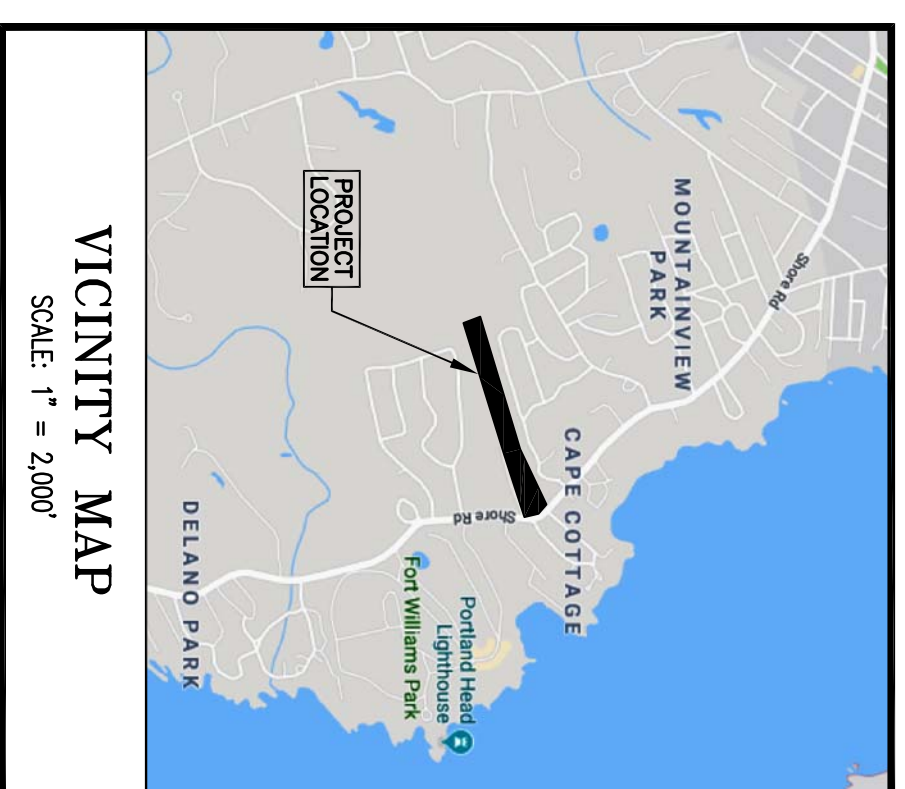 Shore Rd
MOUNTAINVIEW
PARK
PROJECT
LOCATION
CAPE COTTAGE
Shore Rd
Portland Head
Lighthouse
Fort Williams Park
DELANO PARK
VICINITY MAP
SCALE: 1" = 2,000'